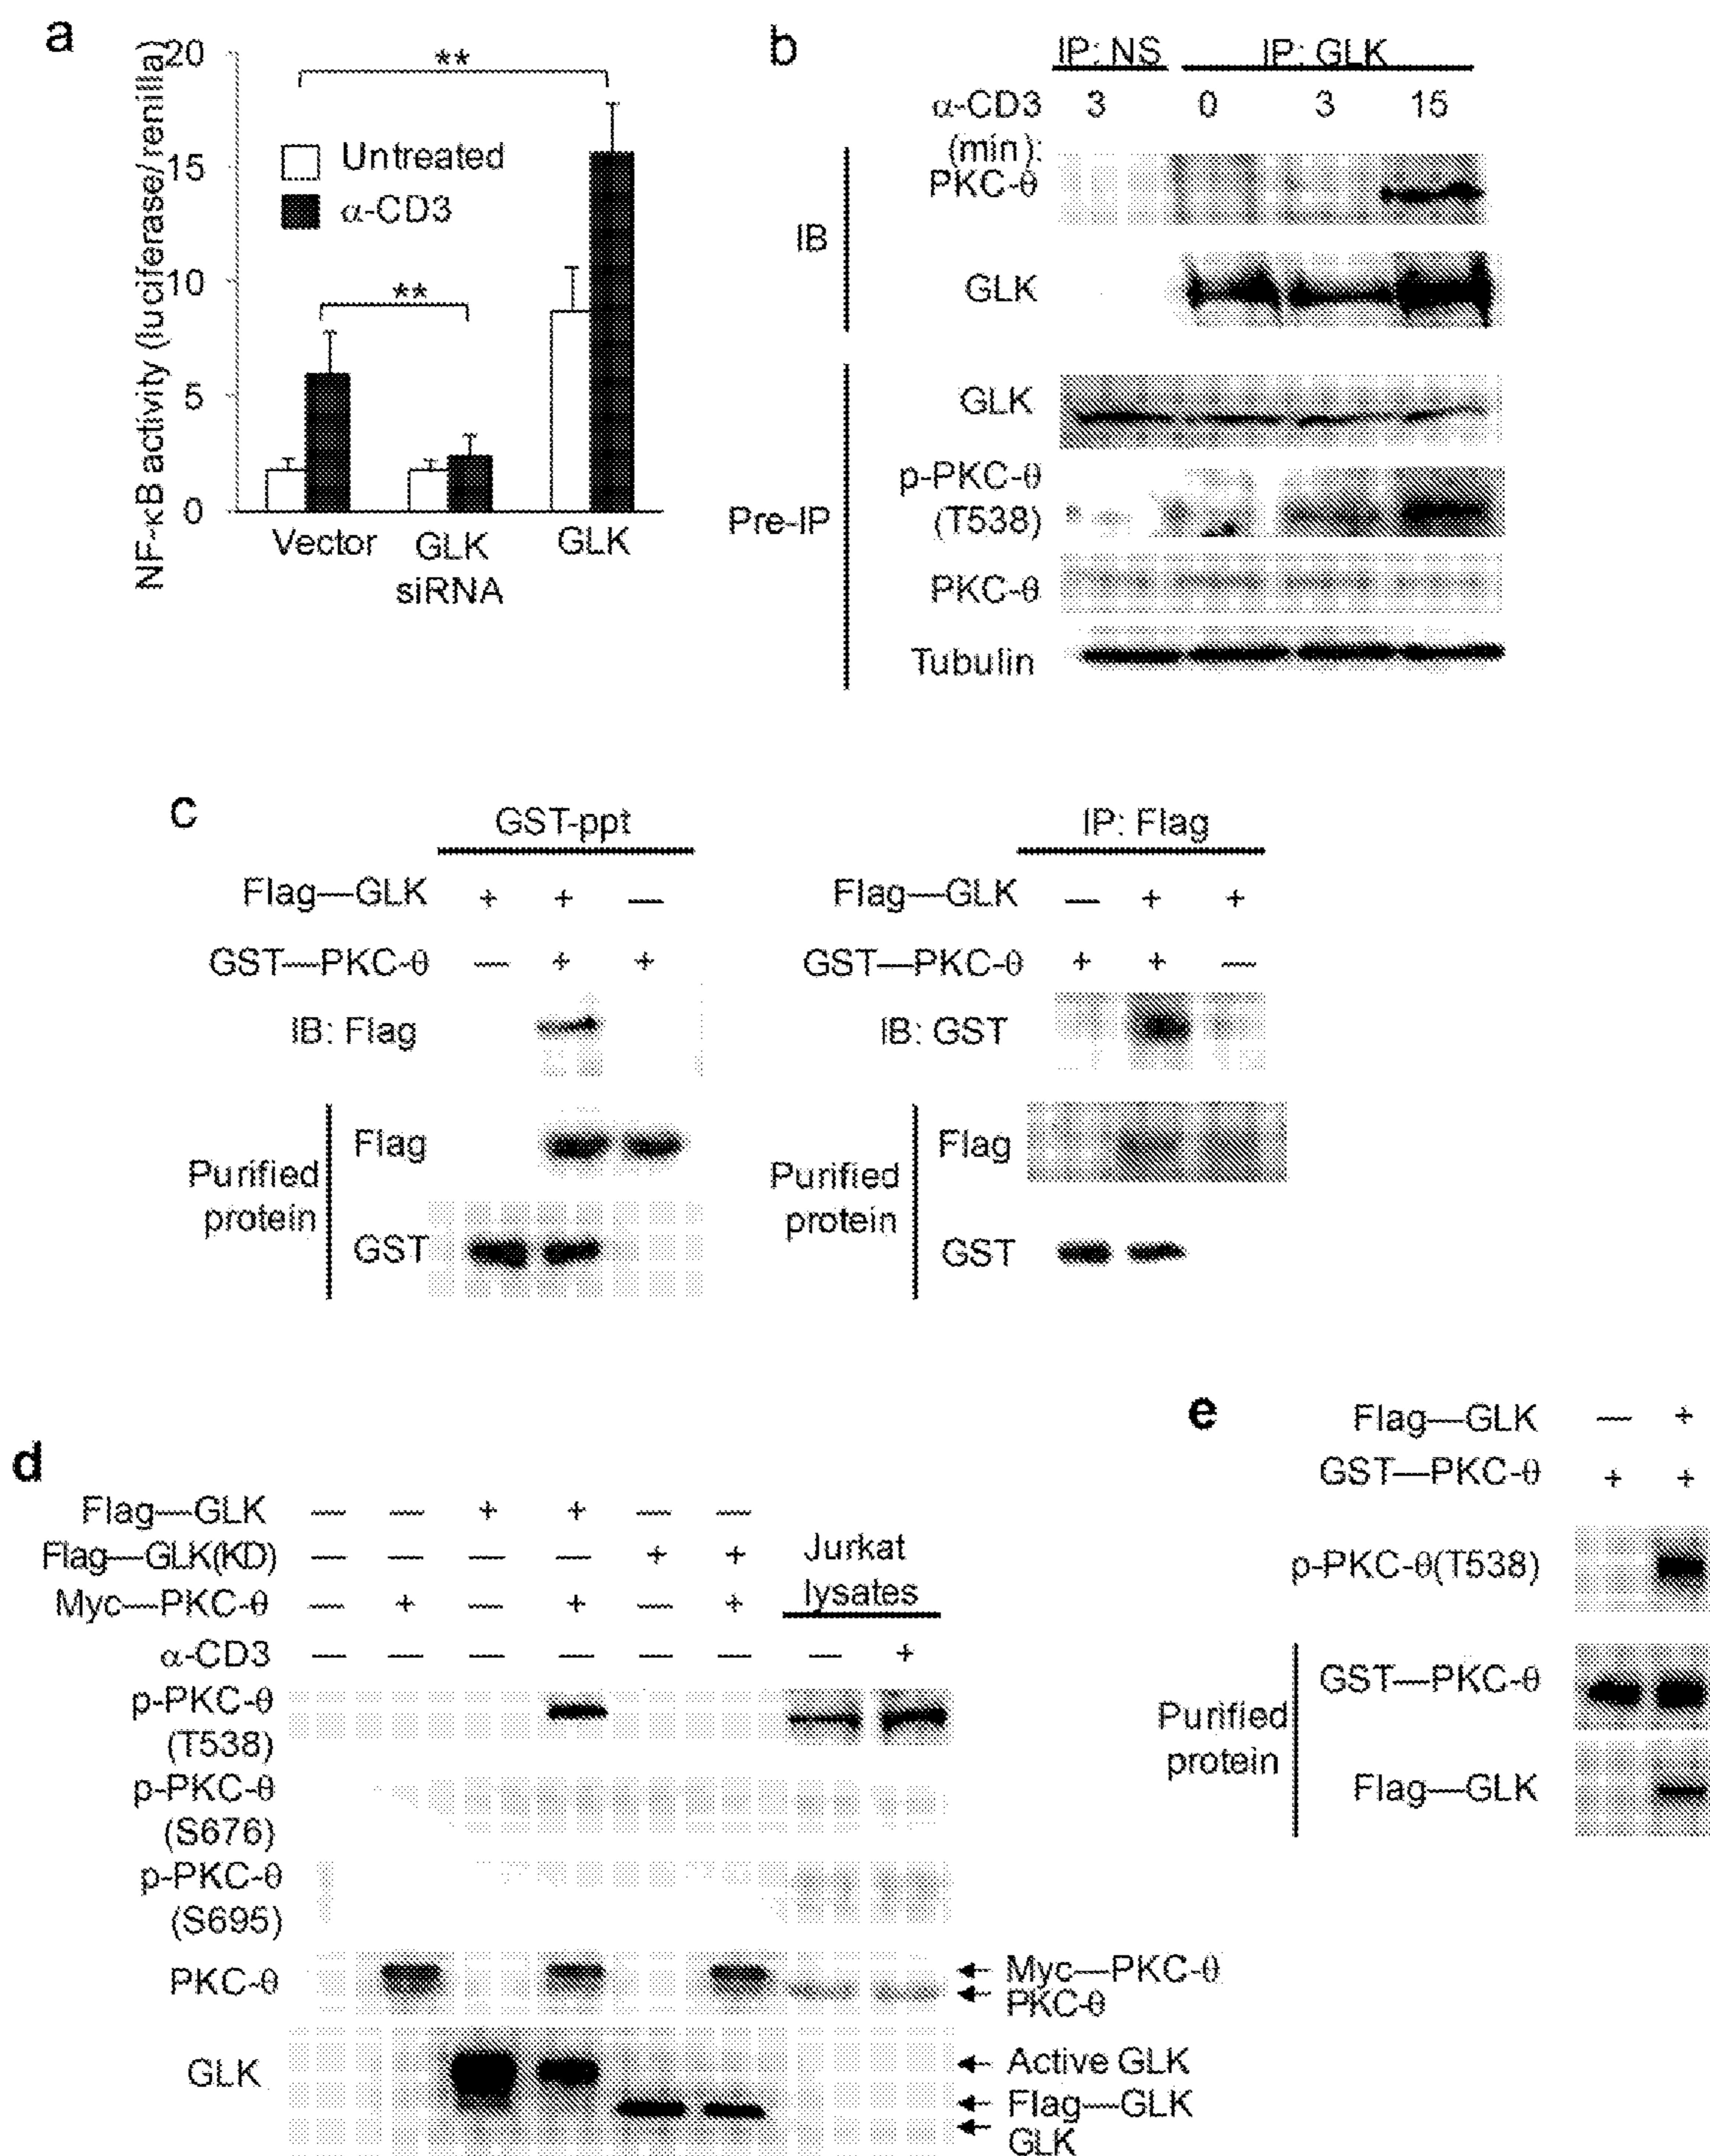 a
NF-κB activity (luciferase/renilla)
20
15
10
5
0
**
**
Untreated
α-CD3
Vector
GLK siRNA
GLK
b
IP: NS
IP: GLK
α-CD3 (min):
3 0 3 15
IB
PKC-θ
GLK
Pre-IP
GLK
p-PKC-θ (T538)
PKC-θ
Tubulin
c
GST-ppt
Flag—GLK + + —
GST—PKC-θ — + +
IB: Flag
Purified protein
Flag
GST
IP: Flag
Flag—GLK — + +
GST—PKC-θ + + —
IB: GST
Purified protein
Flag
GST
d
Flag—GLK — — + + — —
Flag—GLK(KD) — — — — + +
Myc—PKC-θ — + — + — +
Jurkat lysates
α-CD3 — — — — — — — +
p-PKC-θ (T538)
p-PKC-θ (S676)
p-PKC-θ (S695)
PKC-θ
Myc—PKC-θ
PKC-θ
GLK
Active GLK
Flag—GLK
GLK
e
Flag—GLK — +
GST—PKC-θ + +
p-PKC-θ(T538)
Purified protein
GST—PKC-θ
Flag—GLK